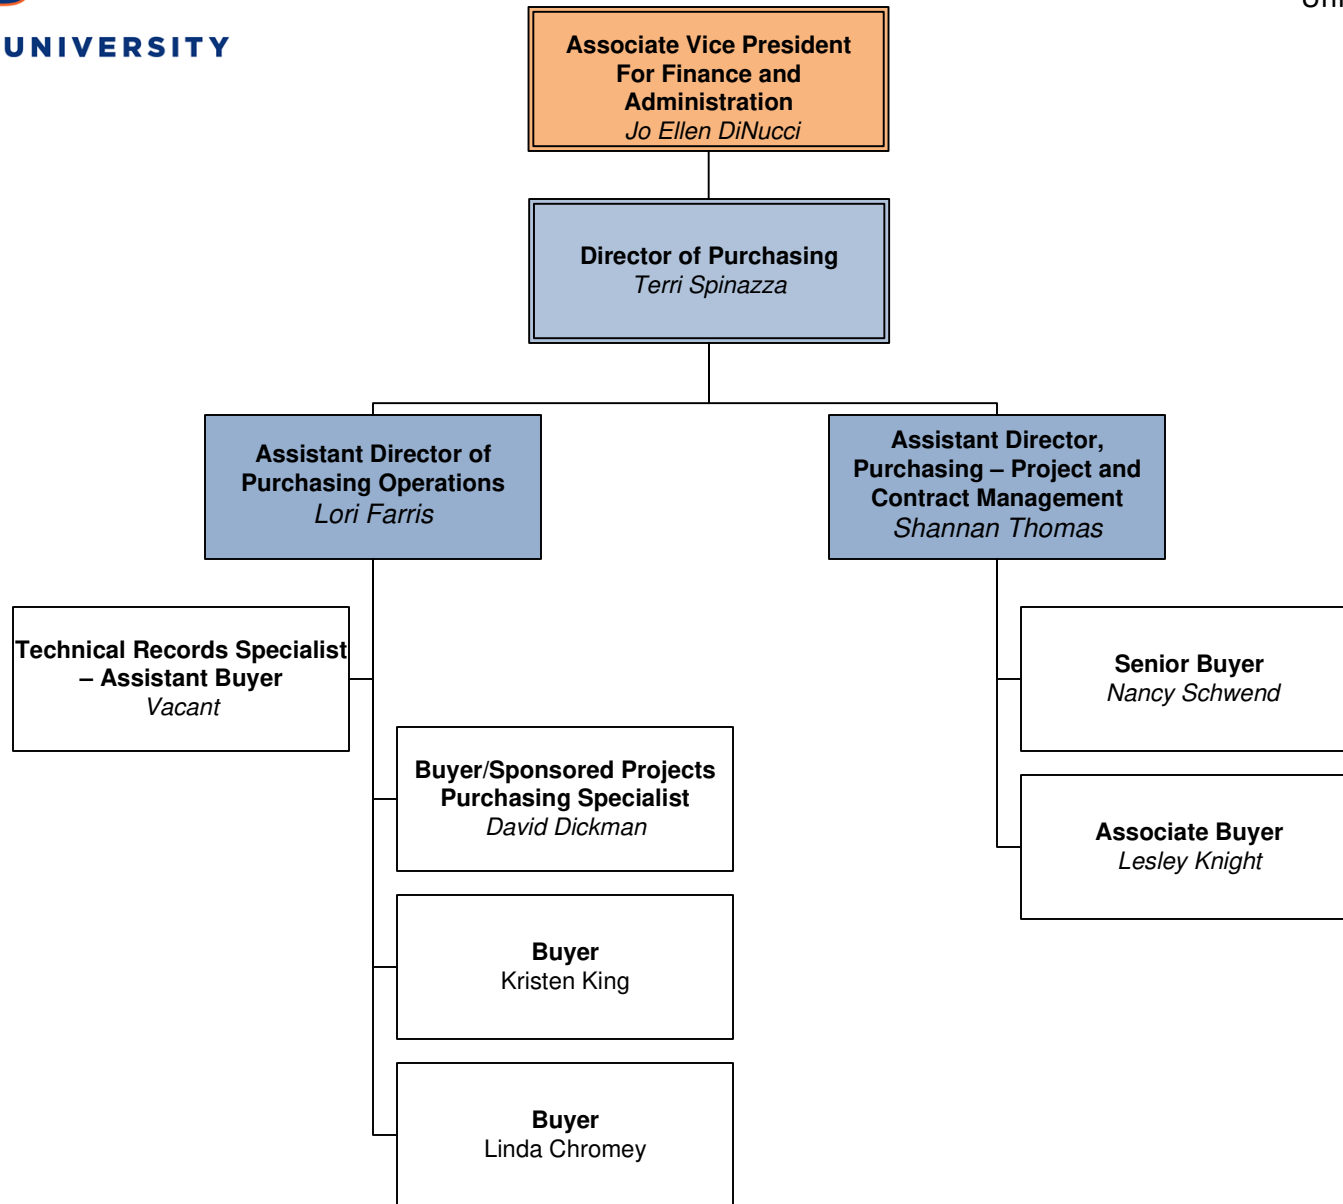 UNIVERSITY
Associate Vice President
For Finance and
Administration
Jo Ellen DiNucci
Director of Purchasing
Terri Spinazza
Assistant Director of
Purchasing Operations
Lori Farris
Assistant Director,
Purchasing – Project and
Contract Management
Shannan Thomas
Technical Records Specialist
– Assistant Buyer
Vacant
Buyer/Sponsored Projects
Purchasing Specialist
David Dickman
Buyer
Kristen King
Buyer
Linda Chromey
Senior Buyer
Nancy Schwend
Associate Buyer
Lesley Knight